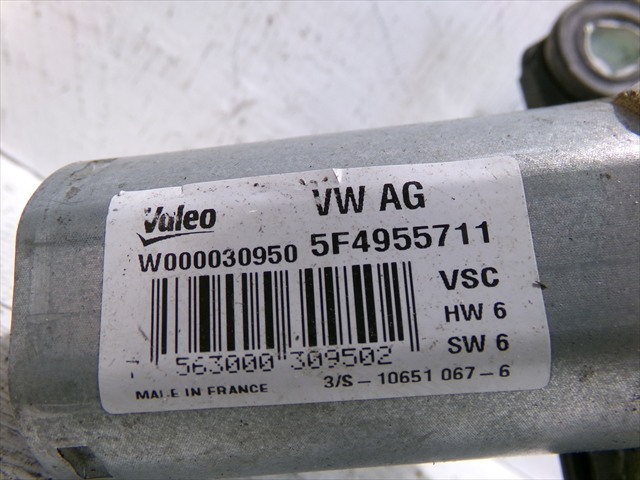 Valeo VW AG
W000030950 5F4955711
VSC
HW 6
SW 6
563000 309502
MADE IN FRANCE 3/S-10651 067-6